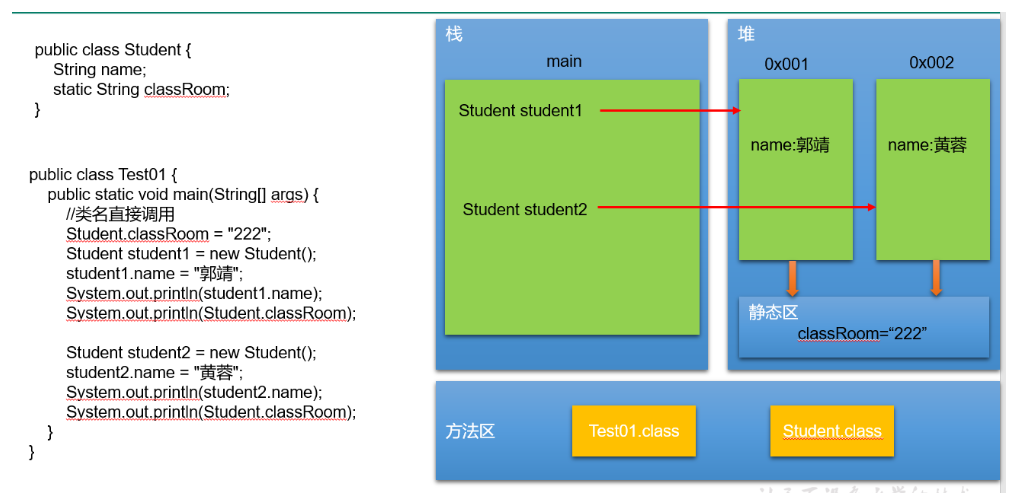 public class Student {
String name;
static String classRoom;
}
public class Test01 {
public static void main(String[] args) {
//类名直接调用
Student.classRoom = "222";
Student student1 = new Student();
student1.name = "郭靖";
System.out.println(student1.name);
System.out.println(Student.classRoom);
Student student2 = new Student();
student2.name = "黄蓉";
System.out.println(student2.name);
System.out.println(Student.classRoom);
}
}
栈
main
Student student1
Student student2
堆
0x001
0x002
name:郭靖
name:黄蓉
静态区
classRoom=“222”
方法区
Test01.class
Student.class